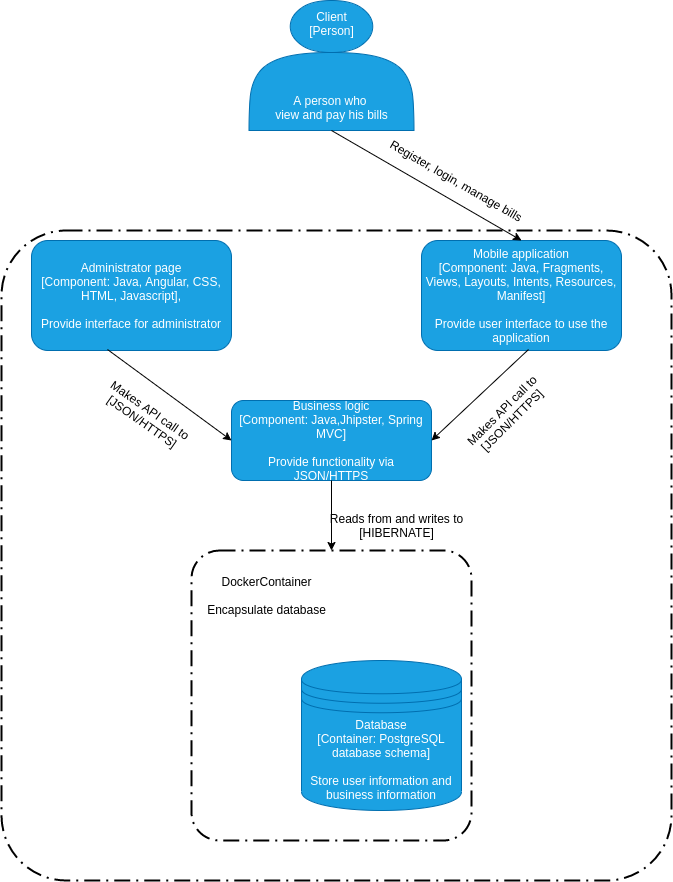 Client
[Person]
A person who
view and pay his bills
Register, login, manage bills
Administrator page
[Component: Java, Angular, CSS,
HTML, Javascript],
Provide interface for administrator
Mobile application
[Component: Java, Fragments,
Views, Layouts, Intents, Resources,
Manifest]
Provide user interface to use the
application
Makes API call to
[JSON/HTTPS]
Makes API call to
[JSON/HTTPS]
Business logic
[Component: Java,Jhipster, Spring
MVC]
Provide functionality via
JSON/HTTPS
Reads from and writes to
[HIBERNATE]
DockerContainer
Encapsulate database
Database
[Container: PostgreSQL
database schema]
Store user information and
business information